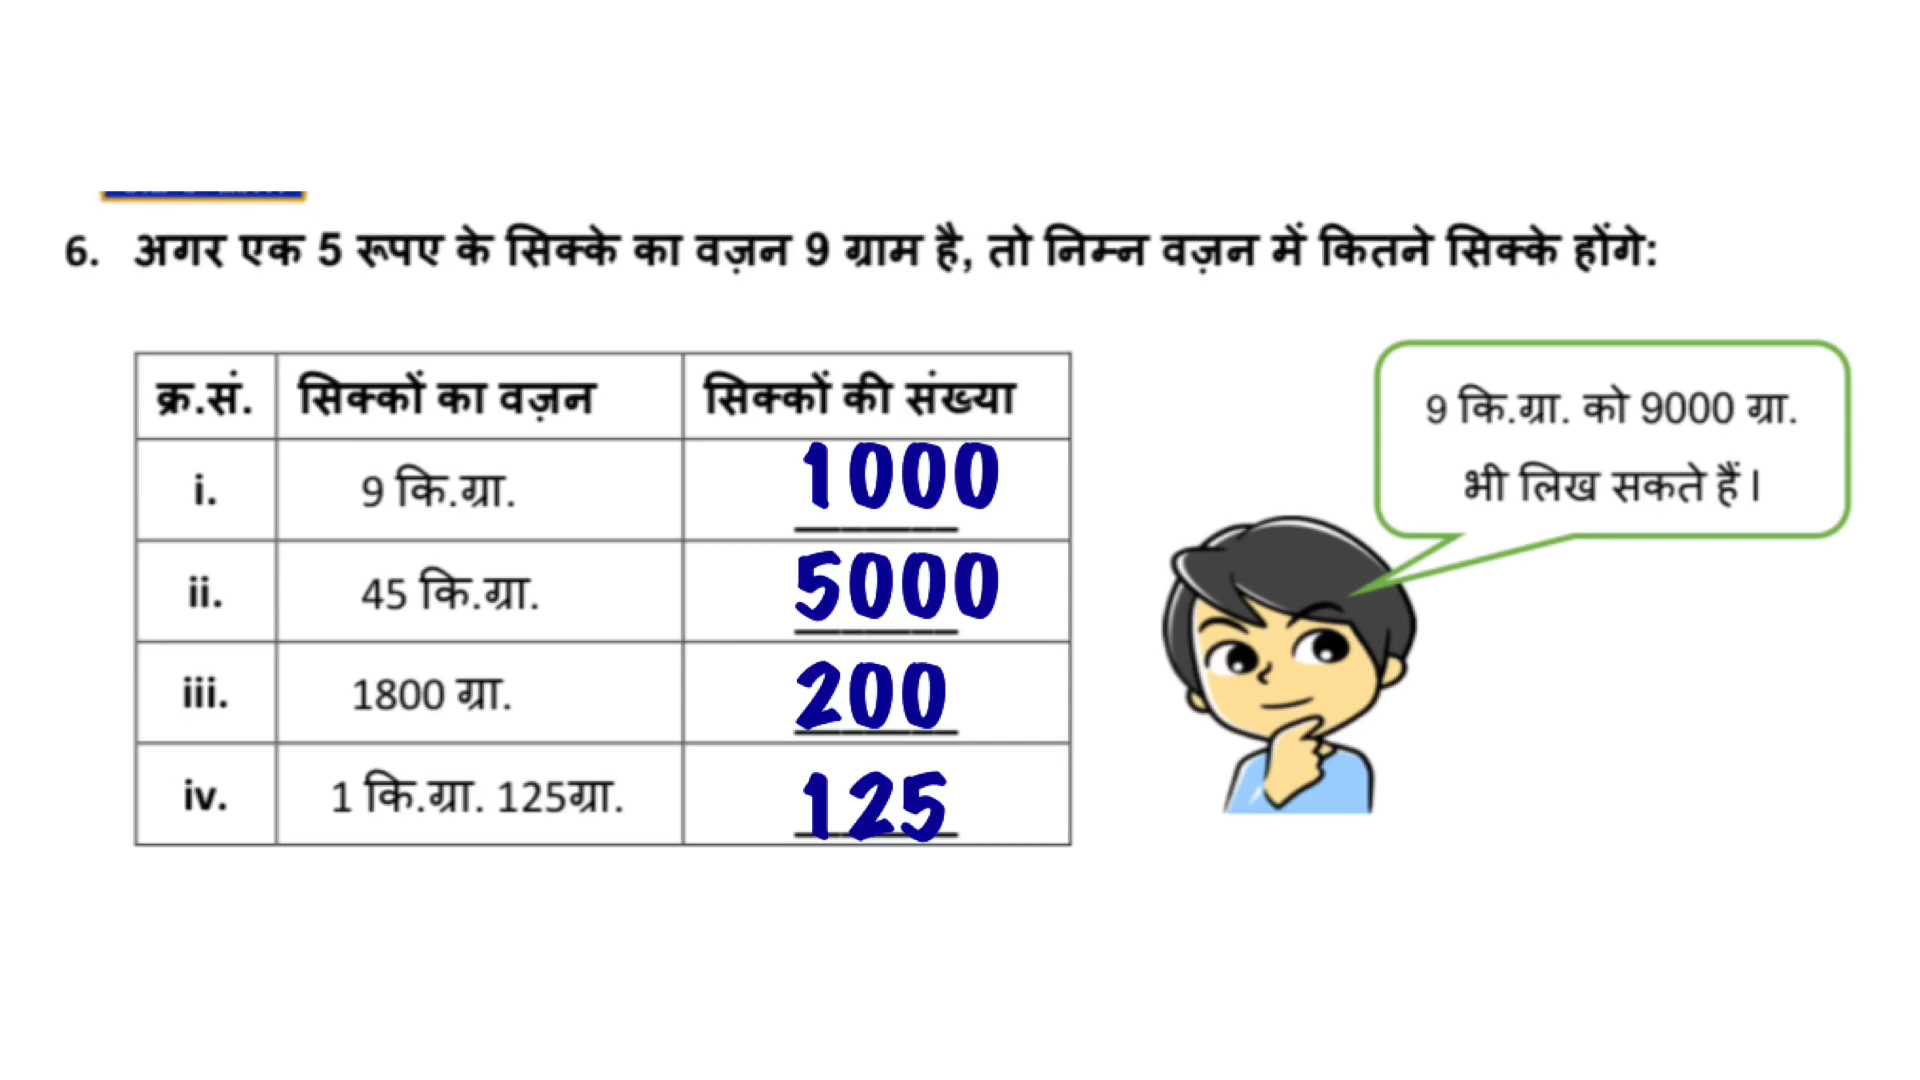 6. अगर एक 5 रूपए के सिक्के का वज़न 9 ग्राम है, तो निम्न वज़न में कितने सिक्के होंगे:
क्र.सं. सिक्कों का वज़न सिक्कों की संख्या
i. 9 कि.ग्रा. 1000
ii. 45 कि.ग्रा. 5000
iii. 1800 ग्रा. 200
iv. 1 कि.ग्रा. 125ग्रा. 125
9 कि.ग्रा. को 9000 ग्रा.
भी लिख सकते हैं।